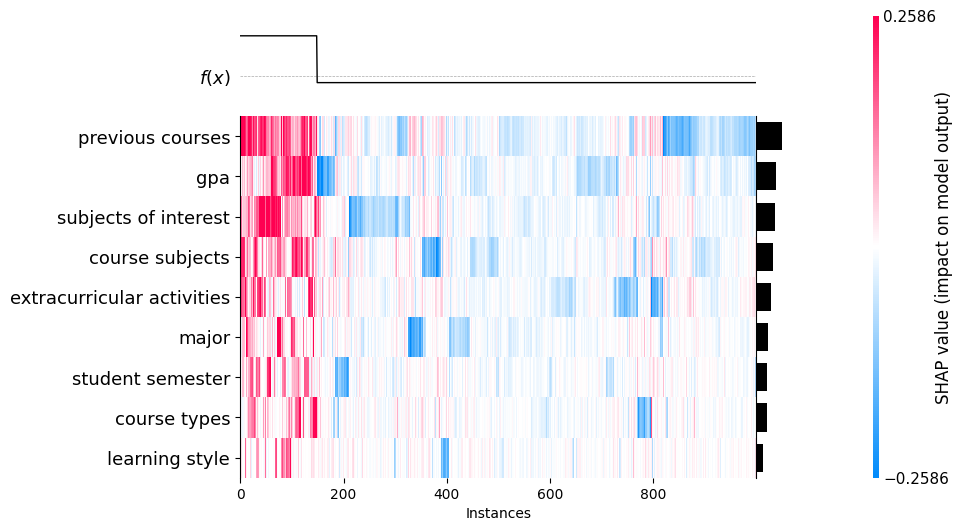 0.2586
f(x)
previous courses
gpa
subjects of interest
course subjects
extracurricular activities
major
student semester
course types
learning style
0 200 400 600 800
Instances
−0.2586
SHAP value (impact on model output)